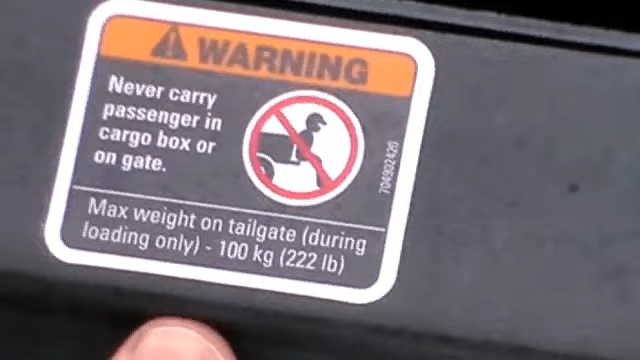 WARNING
Never carry
passenger in
cargo box or
on gate.
704902420
Max weight on tailgate (during
loading only) - 100 kg (222 lb)